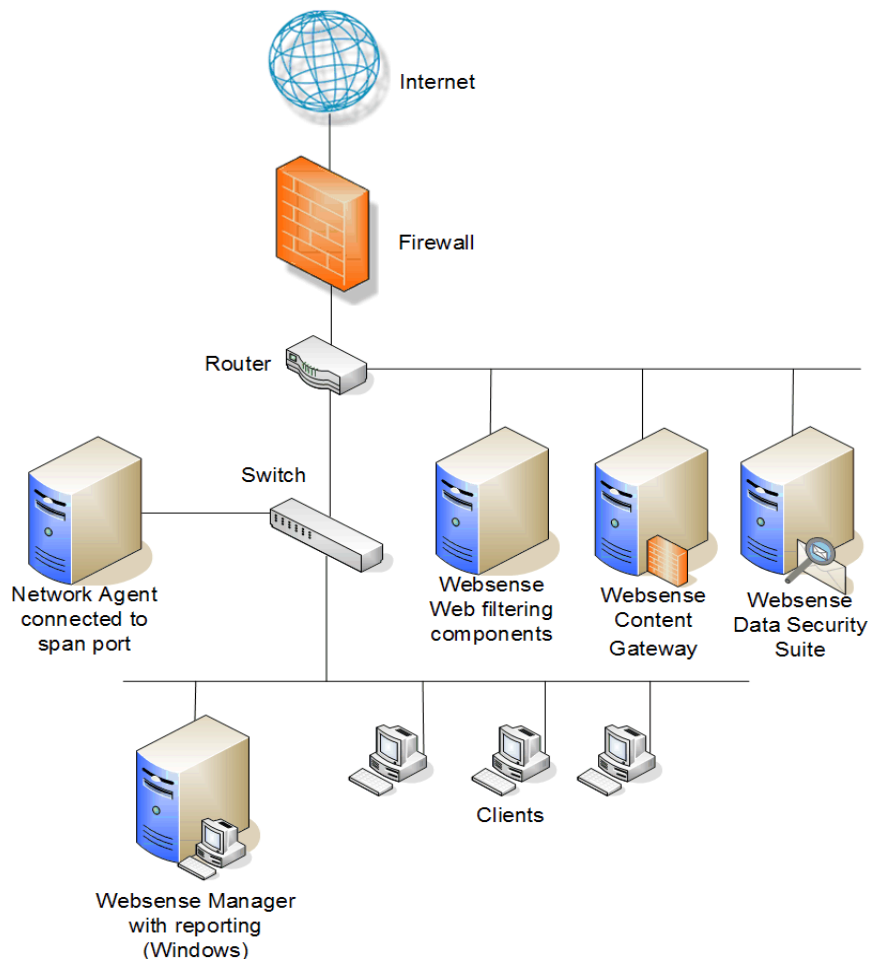 Internet
Firewall
Router
Switch
Network Agent
connected to
span port
Websense
Web filtering
components
Websense
Content
Gateway
Websense
Data Security
Suite
Clients
Websense Manager
with reporting
(Windows)